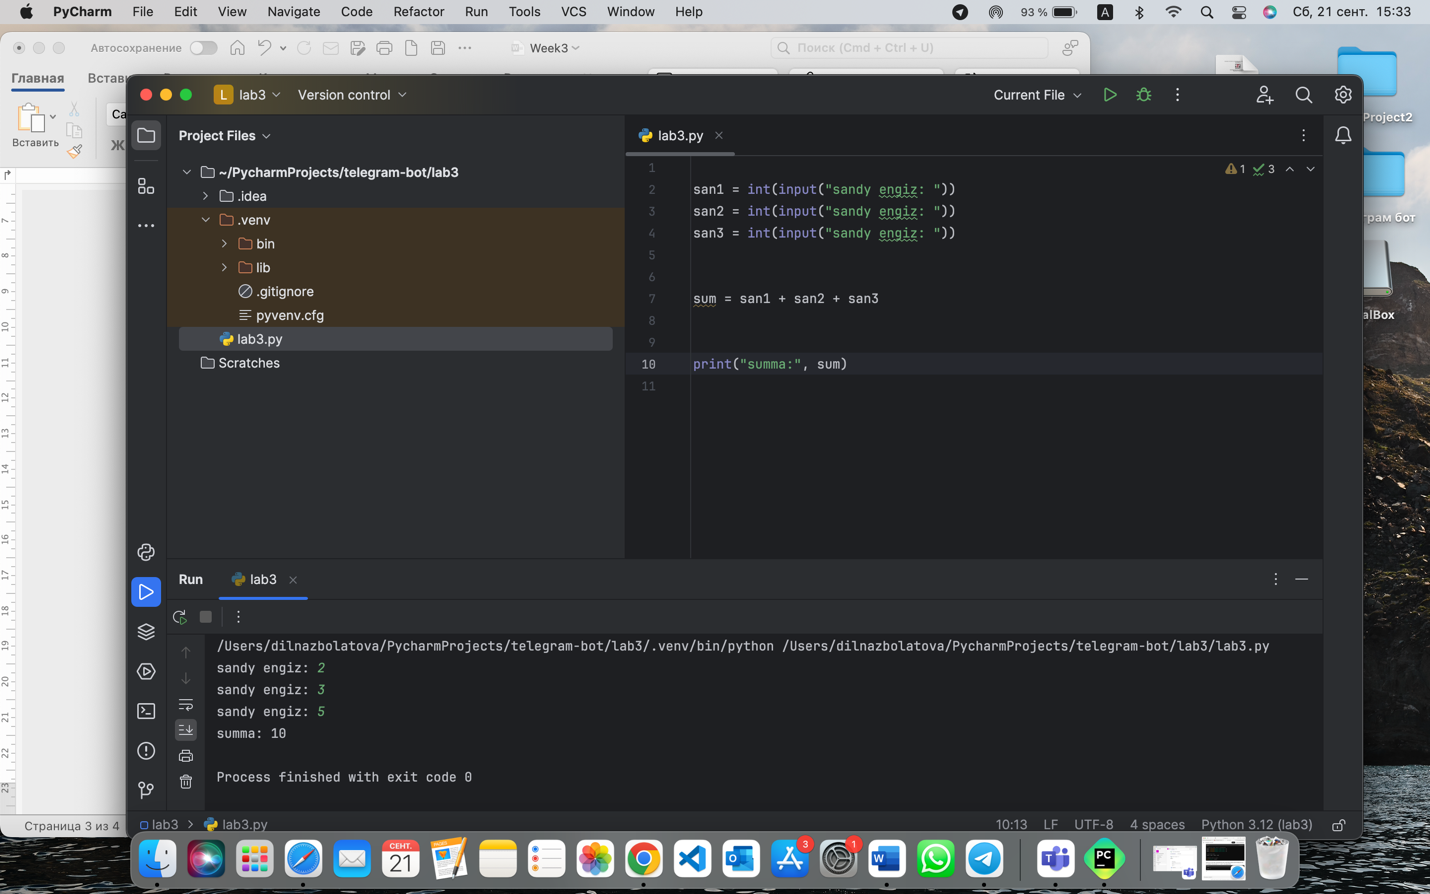 PyCharm File Edit View Navigate Code Refactor Run Tools VCS Window Help 93 % A Сб, 21 сент. 15:33
Автосохранение Week3 Поиск (Cmd + Ctrl + U)
Главная
Вставить
Ж
Project2
L lab3 Version control Current File
Project Files
lab3.py
~/PycharmProjects/telegram-bot/lab3
.idea
.venv
bin
lib
.gitignore
pyvenv.cfg
lab3.py
Scratches
1 3
1
2 san1 = int(input("sandy engiz: "))
3 san2 = int(input("sandy engiz: "))
4 san3 = int(input("sandy engiz: "))
5
6
7 sum = san1 + san2 + san3
8
9
10 print("summa:", sum)
11
Run lab3
/Users/dilnazbolatova/PycharmProjects/telegram-bot/lab3/.venv/bin/python /Users/dilnazbolatova/PycharmProjects/telegram-bot/lab3/lab3.py
sandy engiz: 2
sandy engiz: 3
sandy engiz: 5
summa: 10
Process finished with exit code 0
Страница 3 из 4
lab3 > lab3.py 10:13 LF UTF-8 4 spaces Python 3.12 (lab3)
СЕНТ.
21
3
1